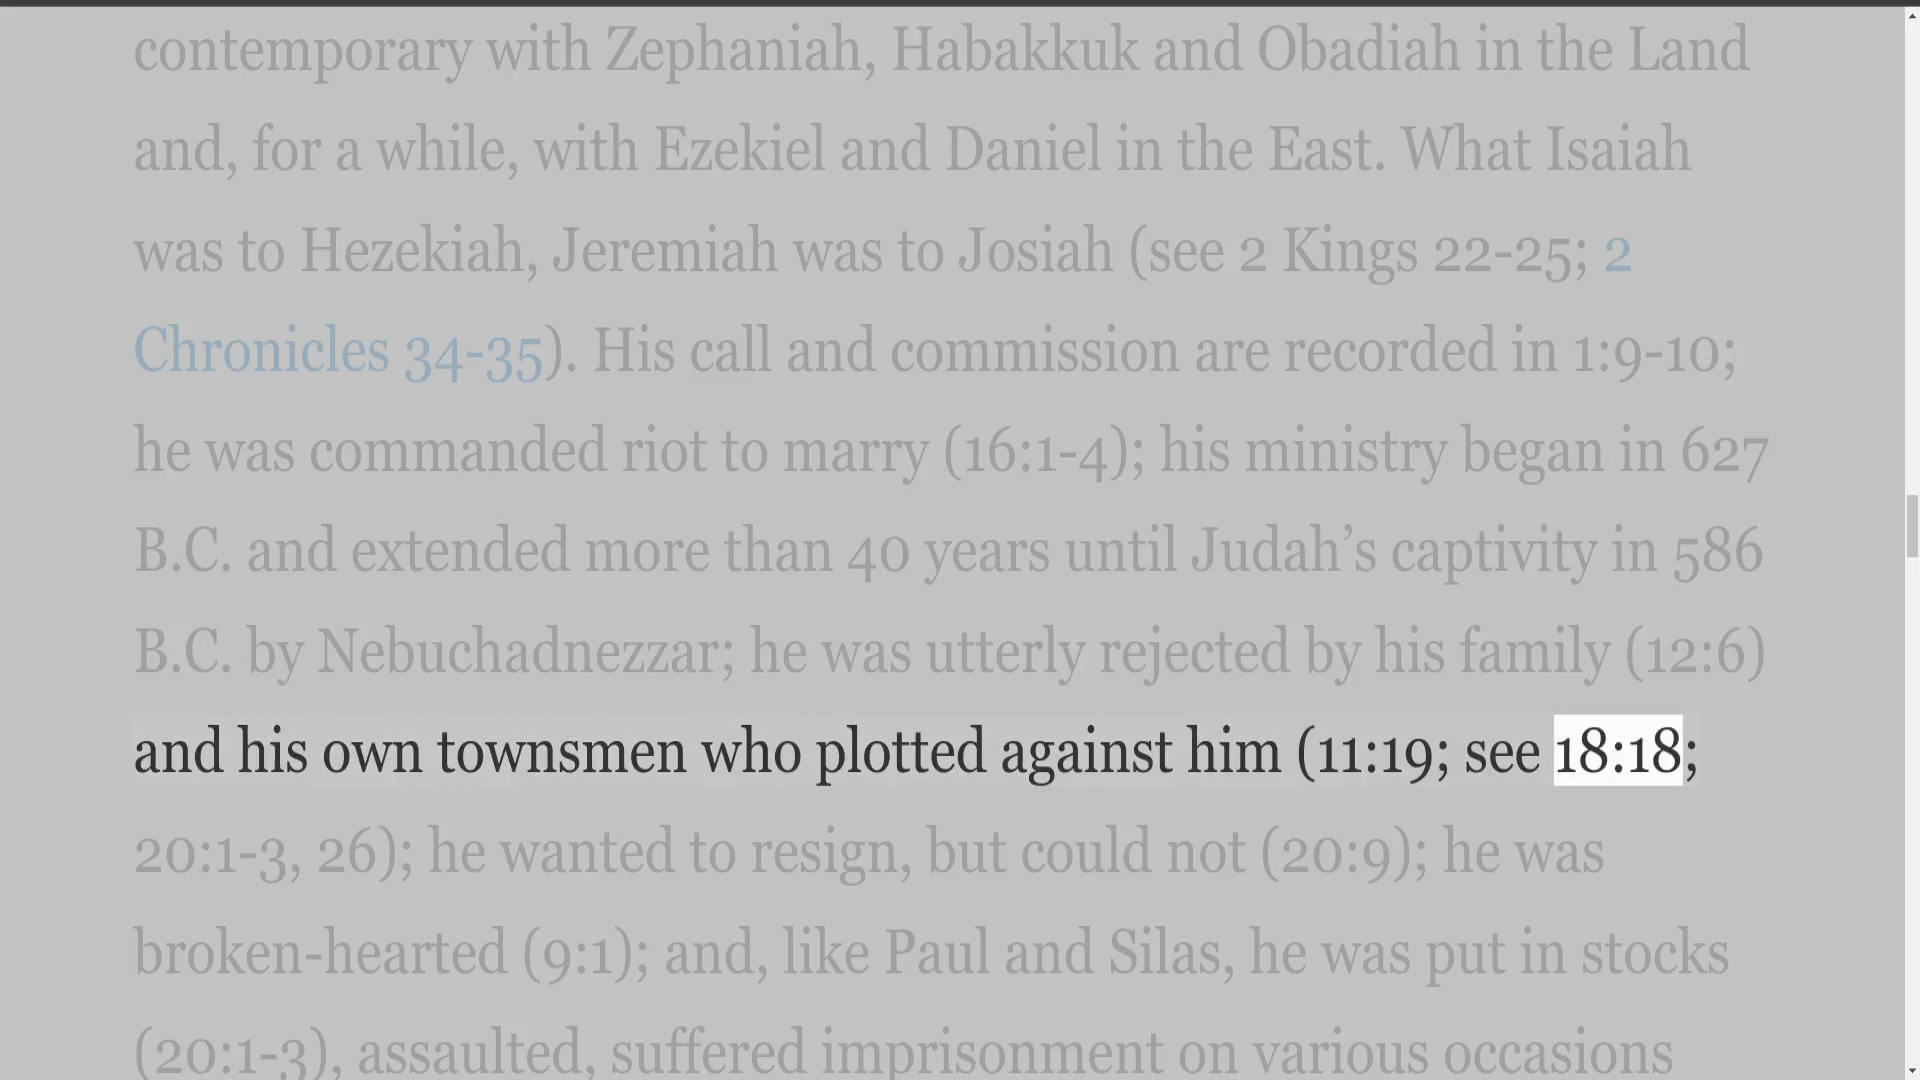 contemporary with Zephaniah, Habakkuk and Obadiah in the Land
and, for a while, with Ezekiel and Daniel in the East. What Isaiah
was to Hezekiah, Jeremiah was to Josiah (see 2 Kings 22-25; 2
Chronicles 34-35). His call and commission are recorded in 1:9-10;
he was commanded riot to marry (16:1-4); his ministry began in 627
B.C. and extended more than 40 years until Judah’s captivity in 586
B.C. by Nebuchadnezzar; he was utterly rejected by his family (12:6)
and his own townsmen who plotted against him (11:19; see 18:18;
20:1-3, 26); he wanted to resign, but could not (20:9); he was
broken-hearted (9:1); and, like Paul and Silas, he was put in stocks
(20:1-3), assaulted, suffered imprisonment on various occasions